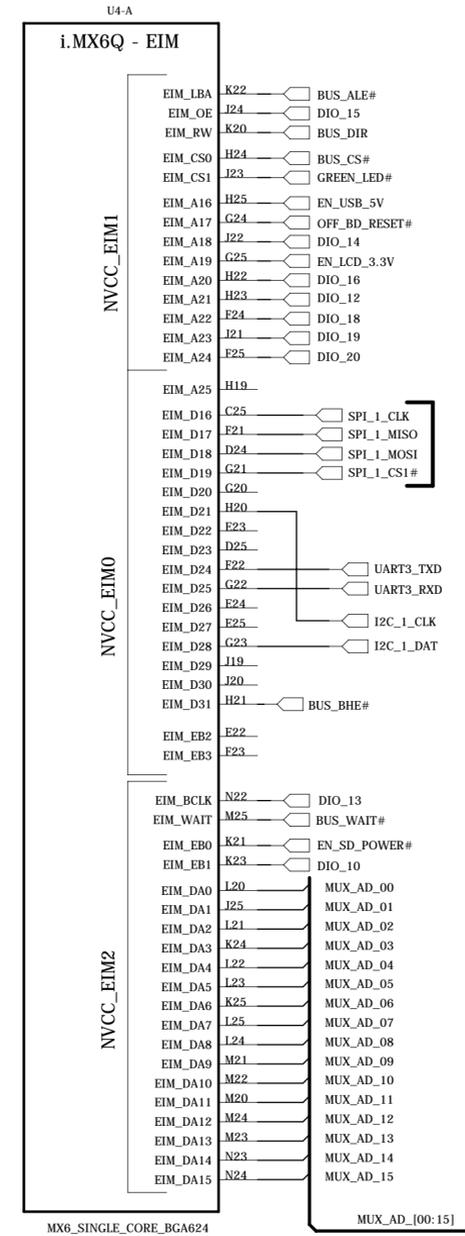 U4-A
i.MX6Q - EIM
NVCC_EIM1
EIM_LBA K22 BUS_ALE#
EIM_OE J24 DIO_15
EIM_RW K20 BUS_DIR
EIM_CS0 H24 BUS_CS#
EIM_CS1 J23 GREEN_LED#
EIM_A16 H25 EN_USB_5V
EIM_A17 G24 OFF_BD_RESET#
EIM_A18 J22 DIO_14
EIM_A19 G25 EN_LCD_3.3V
EIM_A20 H22 DIO_16
EIM_A21 H23 DIO_12
EIM_A22 F24 DIO_18
EIM_A23 J21 DIO_19
EIM_A24 F25 DIO_20
NVCC_EIM0
EIM_A25 H19
EIM_D16 C25 SPI_1_CLK
EIM_D17 F21 SPI_1_MISO
EIM_D18 D24 SPI_1_MOSI
EIM_D19 G21 SPI_1_CS1#
EIM_D20 G20
EIM_D21 H20
EIM_D22 E23
EIM_D23 D25
EIM_D24 F22 UART3_TXD
EIM_D25 G22 UART3_RXD
EIM_D26 E24
EIM_D27 E25 I2C_1_CLK
EIM_D28 G23 I2C_1_DAT
EIM_D29 J19
EIM_D30 J20
EIM_D31 H21 BUS_BHE#
EIM_EB2 E22
EIM_EB3 F23
NVCC_EIM2
EIM_BCLK N22 DIO_13
EIM_WAIT M25 BUS_WAIT#
EIM_EB0 K21 EN_SD_POWER#
EIM_EB1 K23 DIO_10
EIM_DA0 L20 MUX_AD_00
EIM_DA1 J25 MUX_AD_01
EIM_DA2 L21 MUX_AD_02
EIM_DA3 K24 MUX_AD_03
EIM_DA4 L22 MUX_AD_04
EIM_DA5 L23 MUX_AD_05
EIM_DA6 K25 MUX_AD_06
EIM_DA7 L25 MUX_AD_07
EIM_DA8 L24 MUX_AD_08
EIM_DA9 M21 MUX_AD_09
EIM_DA10 M22 MUX_AD_10
EIM_DA11 M20 MUX_AD_11
EIM_DA12 M24 MUX_AD_12
EIM_DA13 M23 MUX_AD_13
EIM_DA14 N23 MUX_AD_14
EIM_DA15 N24 MUX_AD_15
MUX_AD_[00:15]
MX6_SINGLE_CORE_BGA624